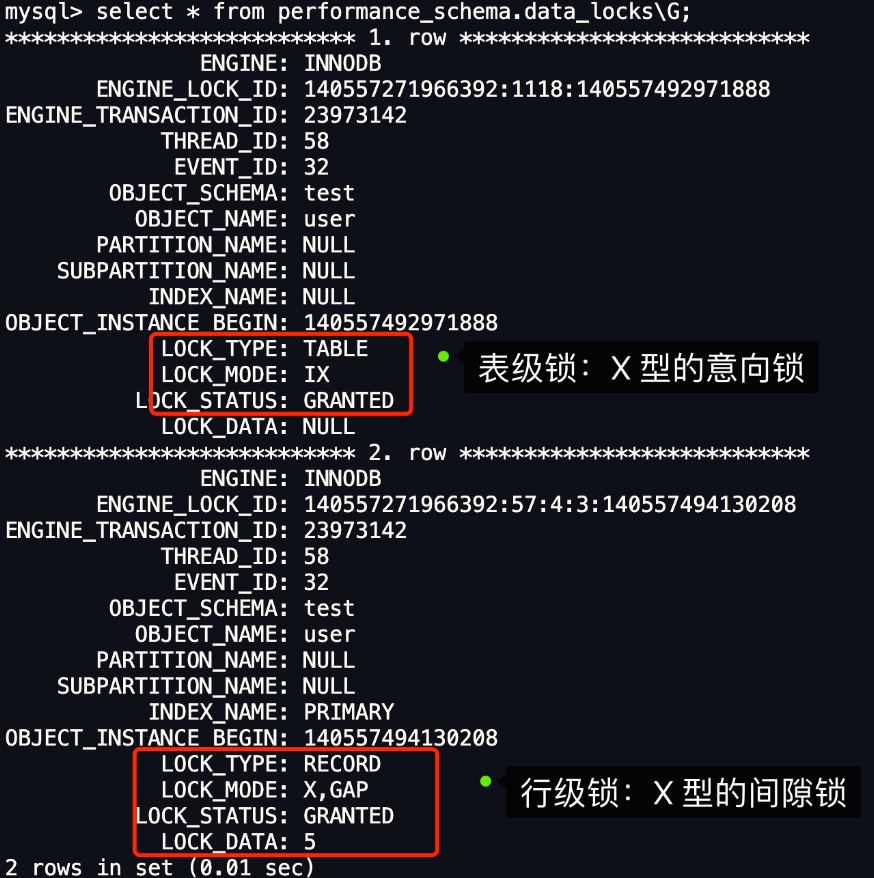 mysql> select * from performance_schema.data_locks\G;
*************************** 1. row ***************************
ENGINE: INNODB
ENGINE_LOCK_ID: 140557271966392:1118:140557492971888
ENGINE_TRANSACTION_ID: 23973142
THREAD_ID: 58
EVENT_ID: 32
OBJECT_SCHEMA: test
OBJECT_NAME: user
PARTITION_NAME: NULL
SUBPARTITION_NAME: NULL
INDEX_NAME: NULL
OBJECT_INSTANCE_BEGIN: 140557492971888
LOCK_TYPE: TABLE
LOCK_MODE: IX
LOCK_STATUS: GRANTED
LOCK_DATA: NULL
表级锁：X 型的意向锁
*************************** 2. row ***************************
ENGINE: INNODB
ENGINE_LOCK_ID: 140557271966392:57:4:3:140557494130208
ENGINE_TRANSACTION_ID: 23973142
THREAD_ID: 58
EVENT_ID: 32
OBJECT_SCHEMA: test
OBJECT_NAME: user
PARTITION_NAME: NULL
SUBPARTITION_NAME: NULL
INDEX_NAME: PRIMARY
OBJECT_INSTANCE_BEGIN: 140557494130208
LOCK_TYPE: RECORD
LOCK_MODE: X,GAP
LOCK_STATUS: GRANTED
LOCK_DATA: 5
行级锁：X 型的间隙锁
2 rows in set (0.01 sec)